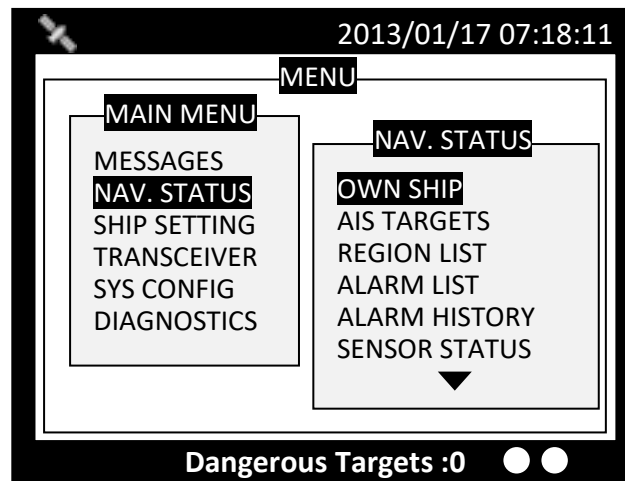 2013/01/17 07:18:11
MENU
MAIN MENU
MESSAGES
NAV. STATUS
SHIP SETTING
TRANSCEIVER
SYS CONFIG
DIAGNOSTICS
NAV. STATUS
OWN SHIP
AIS TARGETS
REGION LIST
ALARM LIST
ALARM HISTORY
SENSOR STATUS
Dangerous Targets :0